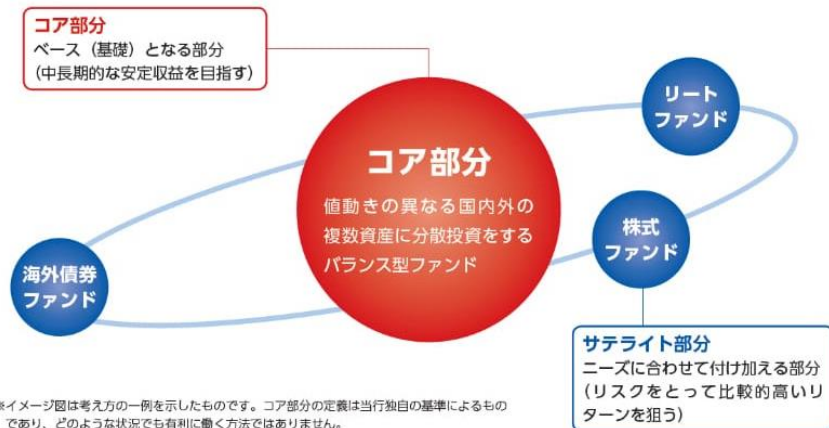 コア部分
ベース（基礎）となる部分
（中長期的な安定収益を目指す）
リート
ファンド
コア部分
値動きの異なる国内外の
複数資産に分散投資をする
バランス型ファンド
株式
ファンド
海外債券
ファンド
サテライト部分
ニーズに合わせて付け加える部分
（リスクをとって比較的高いリ
ターンを狙う）
※イメージ図は考え方の一例を示したものです。コア部分の定義は当行独自の基準によるもの
であり、どのような状況でも有利に働く方法ではありません。